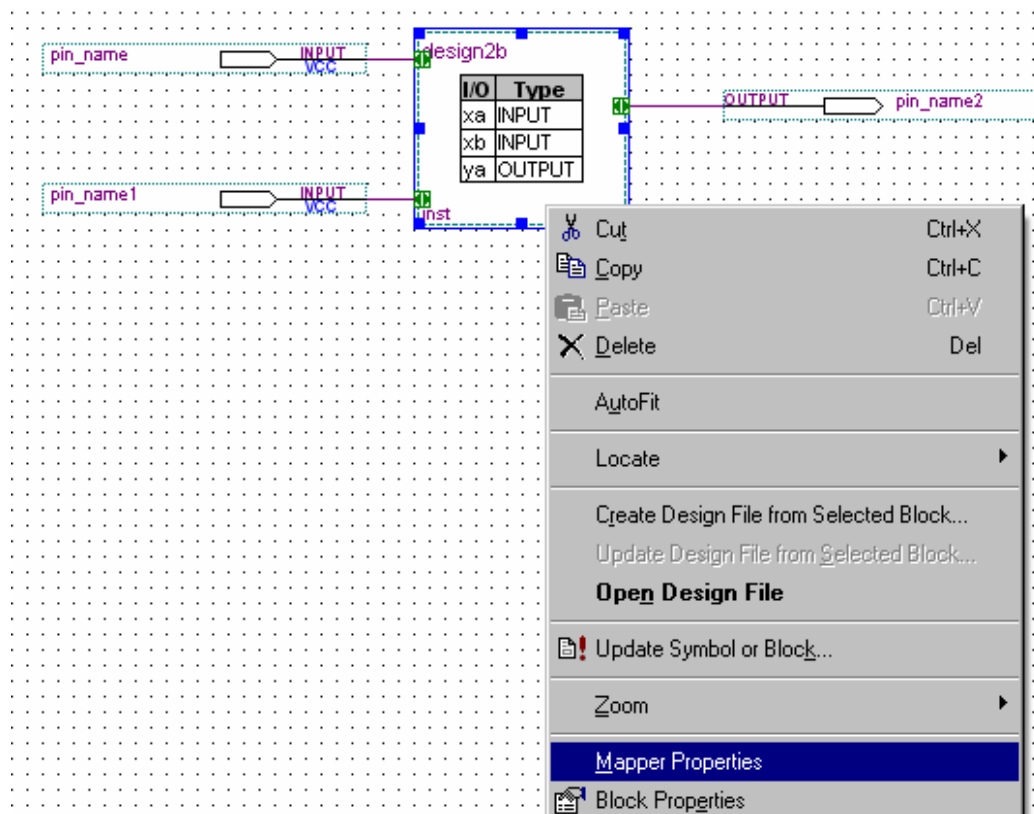 pin_name INPUT VCC
design2b
I/O Type
xa INPUT
xb INPUT
ya OUTPUT
OUTPUT pin_name2
pin_name1 INPUT VCC
inst
Cut Ctrl+X
Copy Ctrl+C
Paste Ctrl+V
Delete Del
AutoFit
Locate
Create Design File from Selected Block...
Update Design File from Selected Block...
Open Design File
Update Symbol or Block...
Zoom
Mapper Properties
Block Properties